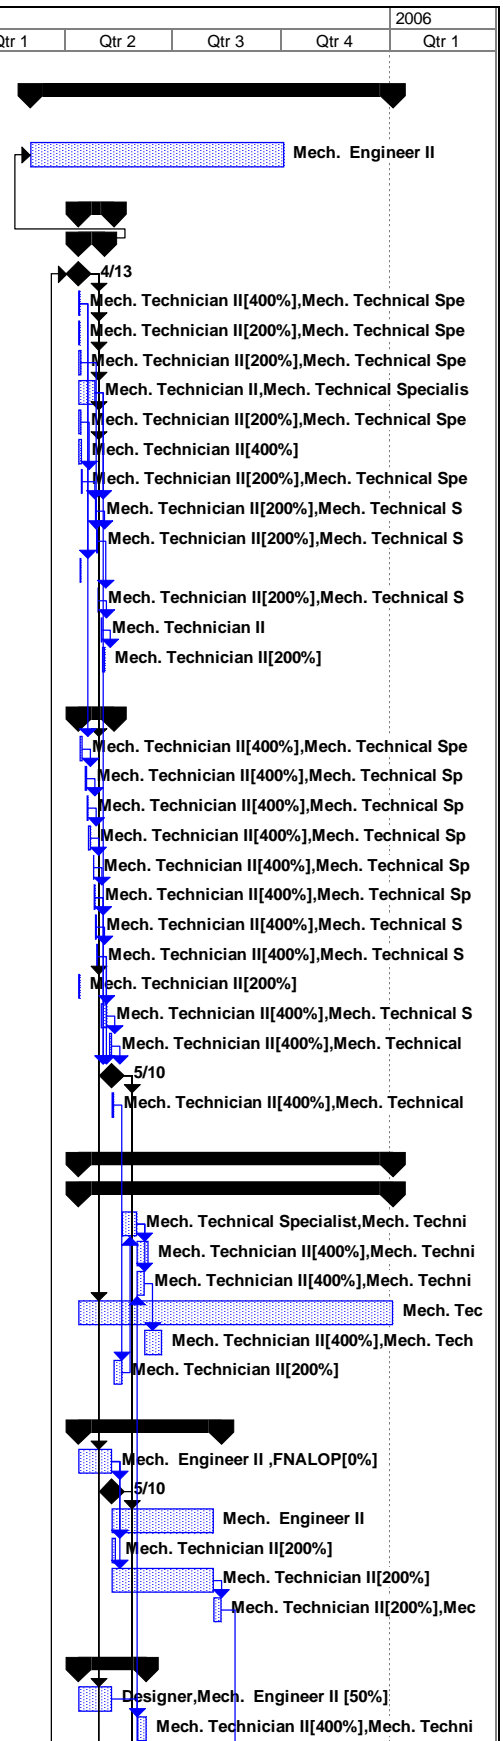 2006
Qtr 1 Qtr 2 Qtr 3 Qtr 4 Qtr 1
Mech. Engineer II
4/13
Mech. Technician II[400%],Mech. Technical Spe
Mech. Technician II[200%],Mech. Technical Spe
Mech. Technician II[200%],Mech. Technical Spe
Mech. Technician II,Mech. Technical Specialis
Mech. Technician II[200%],Mech. Technical Spe
Mech. Technician II[400%]
Mech. Technician II[200%],Mech. Technical Spe
Mech. Technician II[200%],Mech. Technical S
Mech. Technician II[200%],Mech. Technical S
Mech. Technician II[200%],Mech. Technical S
Mech. Technician II
Mech. Technician II[200%]
Mech. Technician II[400%],Mech. Technical Spe
Mech. Technician II[400%],Mech. Technical Sp
Mech. Technician II[400%],Mech. Technical Sp
Mech. Technician II[400%],Mech. Technical Sp
Mech. Technician II[400%],Mech. Technical Sp
Mech. Technician II[400%],Mech. Technical Sp
Mech. Technician II[400%],Mech. Technical S
Mech. Technician II[400%],Mech. Technical S
Mech. Technician II[200%]
Mech. Technician II[400%],Mech. Technical S
Mech. Technician II[400%],Mech. Technical
5/10
Mech. Technician II[400%],Mech. Technical
Mech. Technical Specialist,Mech. Techni
Mech. Technician II[400%],Mech. Techni
Mech. Technician II[400%],Mech. Techni
Mech. Tec
Mech. Technician II[400%],Mech. Tech
Mech. Technician II[200%]
Mech. Engineer II ,FNALOP[0%]
5/10
Mech. Engineer II
Mech. Technician II[200%]
Mech. Technician II[200%]
Mech. Technician II[200%],Mec
Designer,Mech. Engineer II [50%]
Mech. Technician II[400%],Mech. Techni